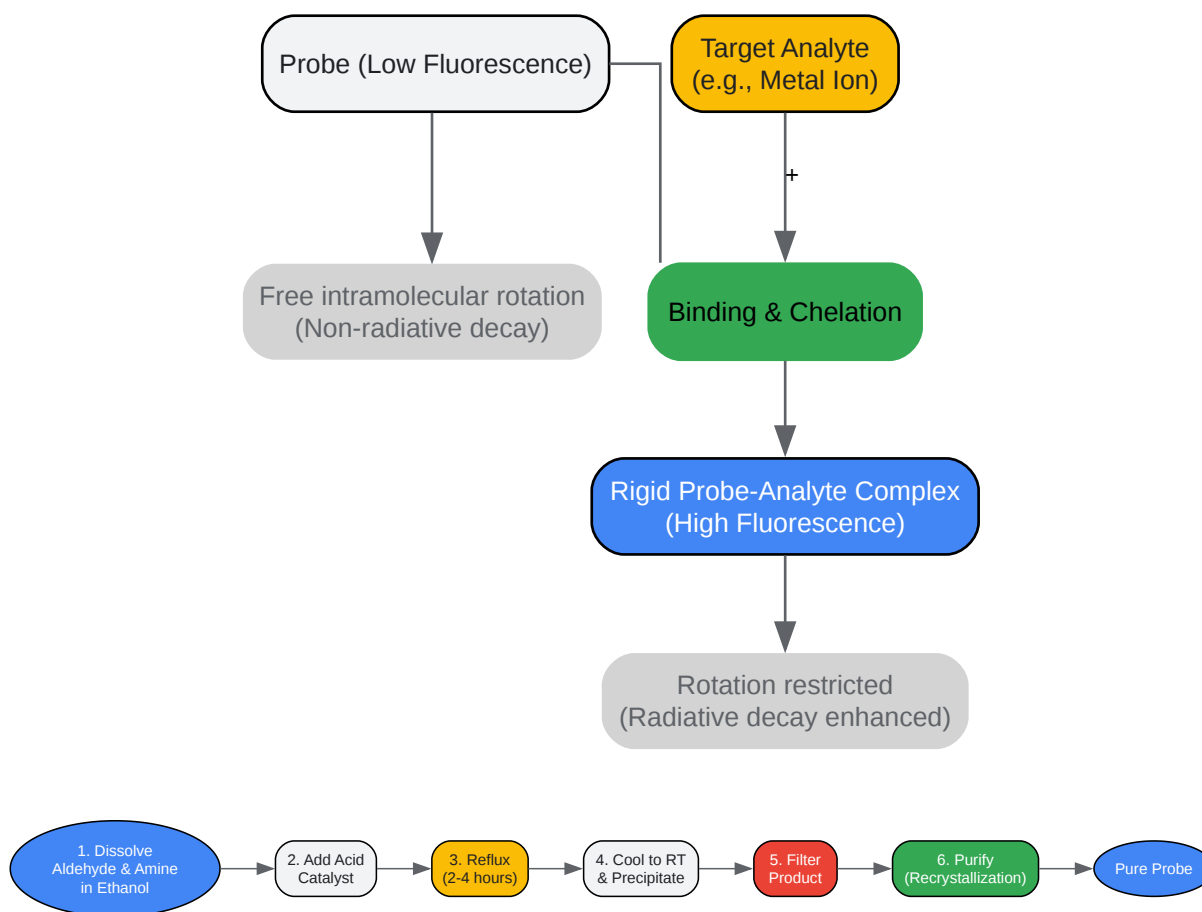 Probe (Low Fluorescence)
Target Analyte
(e.g., Metal Ion)
+
Free intramolecular rotation
(Non-radiative decay)
Binding & Chelation
Rigid Probe-Analyte Complex
(High Fluorescence)
Rotation restricted
(Radiative decay enhanced)
1. Dissolve
Aldehyde & Amine
in Ethanol
2. Add Acid
Catalyst
3. Reflux
(2-4 hours)
4. Cool to RT
& Precipitate
5. Filter
Product
6. Purify
(Recrystallization)
Pure Probe